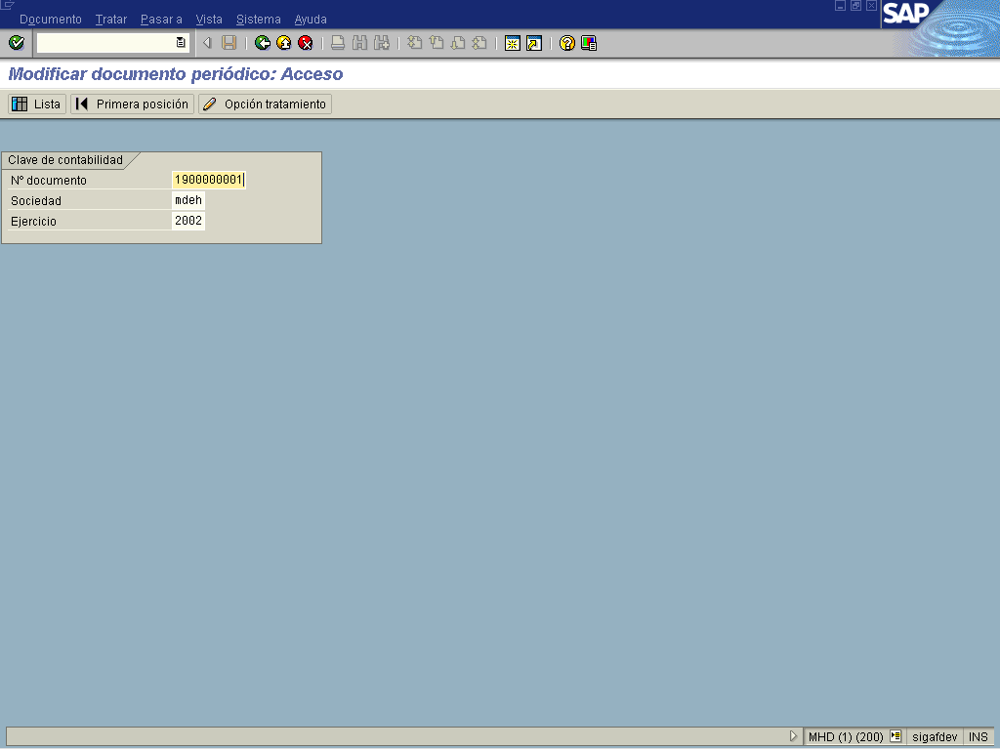 Documento Tratar Pasar a Vista Sistema Ayuda
SAP
Modificar documento periódico: Acceso
Lista Primera posición Opción tratamiento
Clave de contabilidad
Nº documento 1900000001
Sociedad mdeh
Ejercicio 2002
MHD (1) (200) sigafdev INS